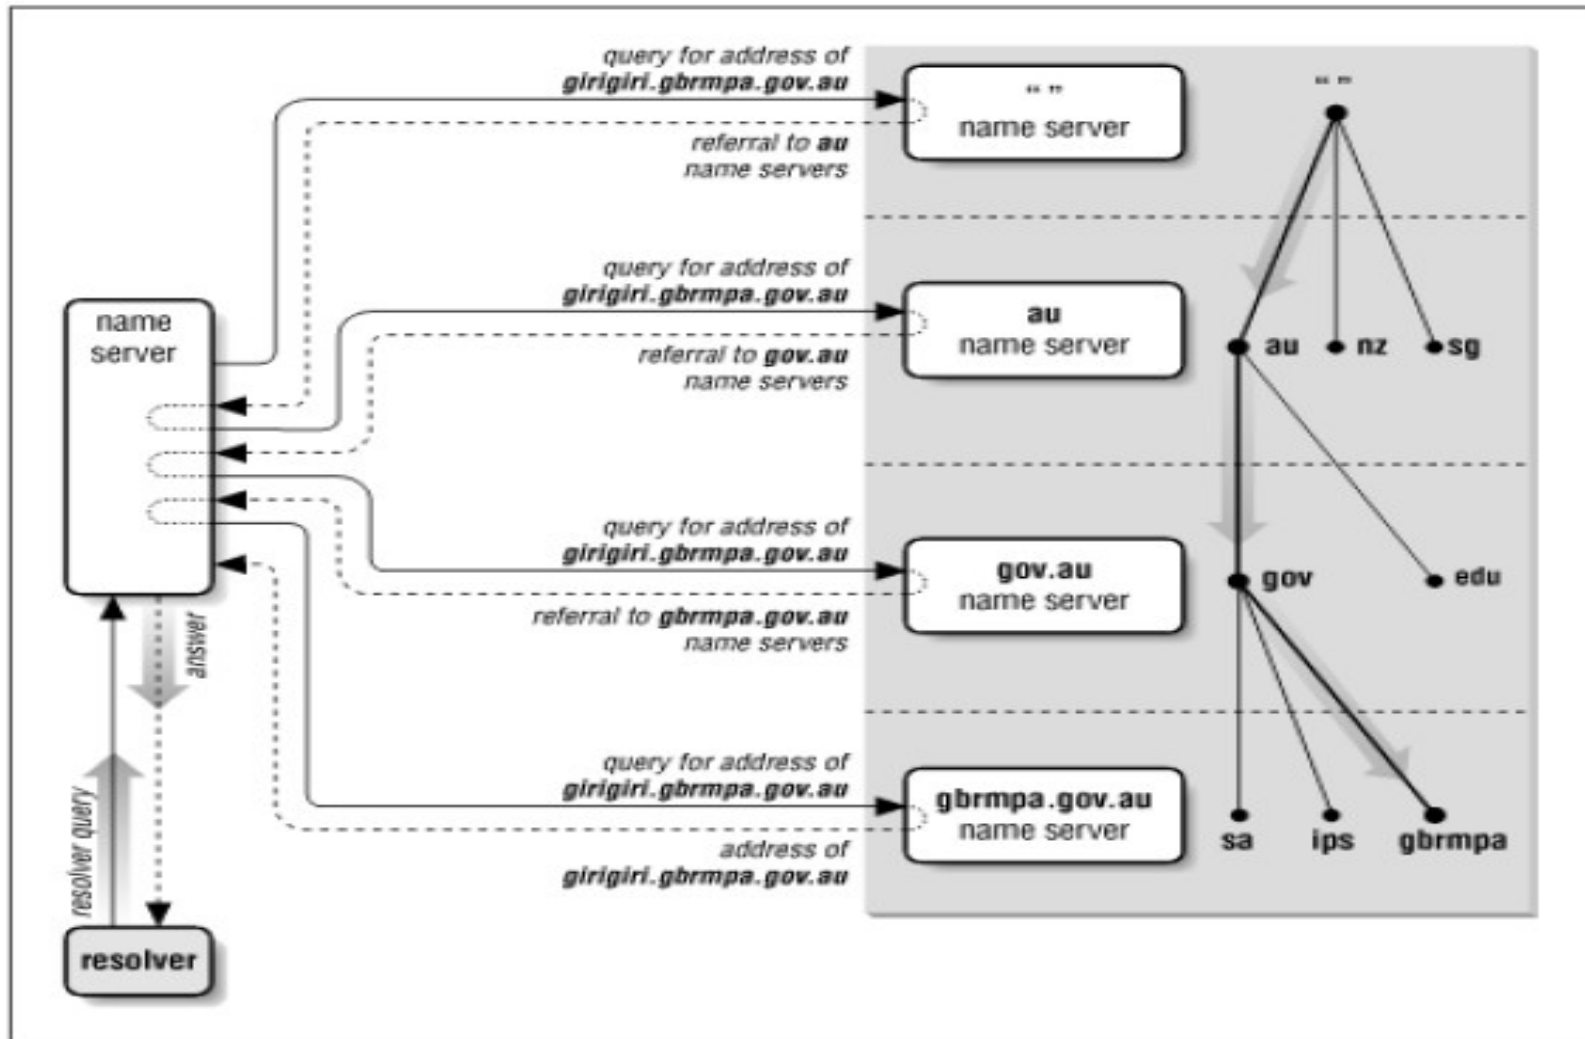 query for address of
girigiri.gbrmpa.gov.au
“ ”
name server
“ ”
referral to au
name servers
query for address of
girigiri.gbrmpa.gov.au
au
name server
au
nz
sg
referral to gov.au
name servers
name
server
query for address of
girigiri.gbrmpa.gov.au
gov.au
name server
gov
edu
referral to gbrmpa.gov.au
name servers
answer
query for address of
girigiri.gbrmpa.gov.au
gbrmpa.gov.au
name server
sa
ips
gbrmpa
address of
girigiri.gbrmpa.gov.au
resolver query
resolver